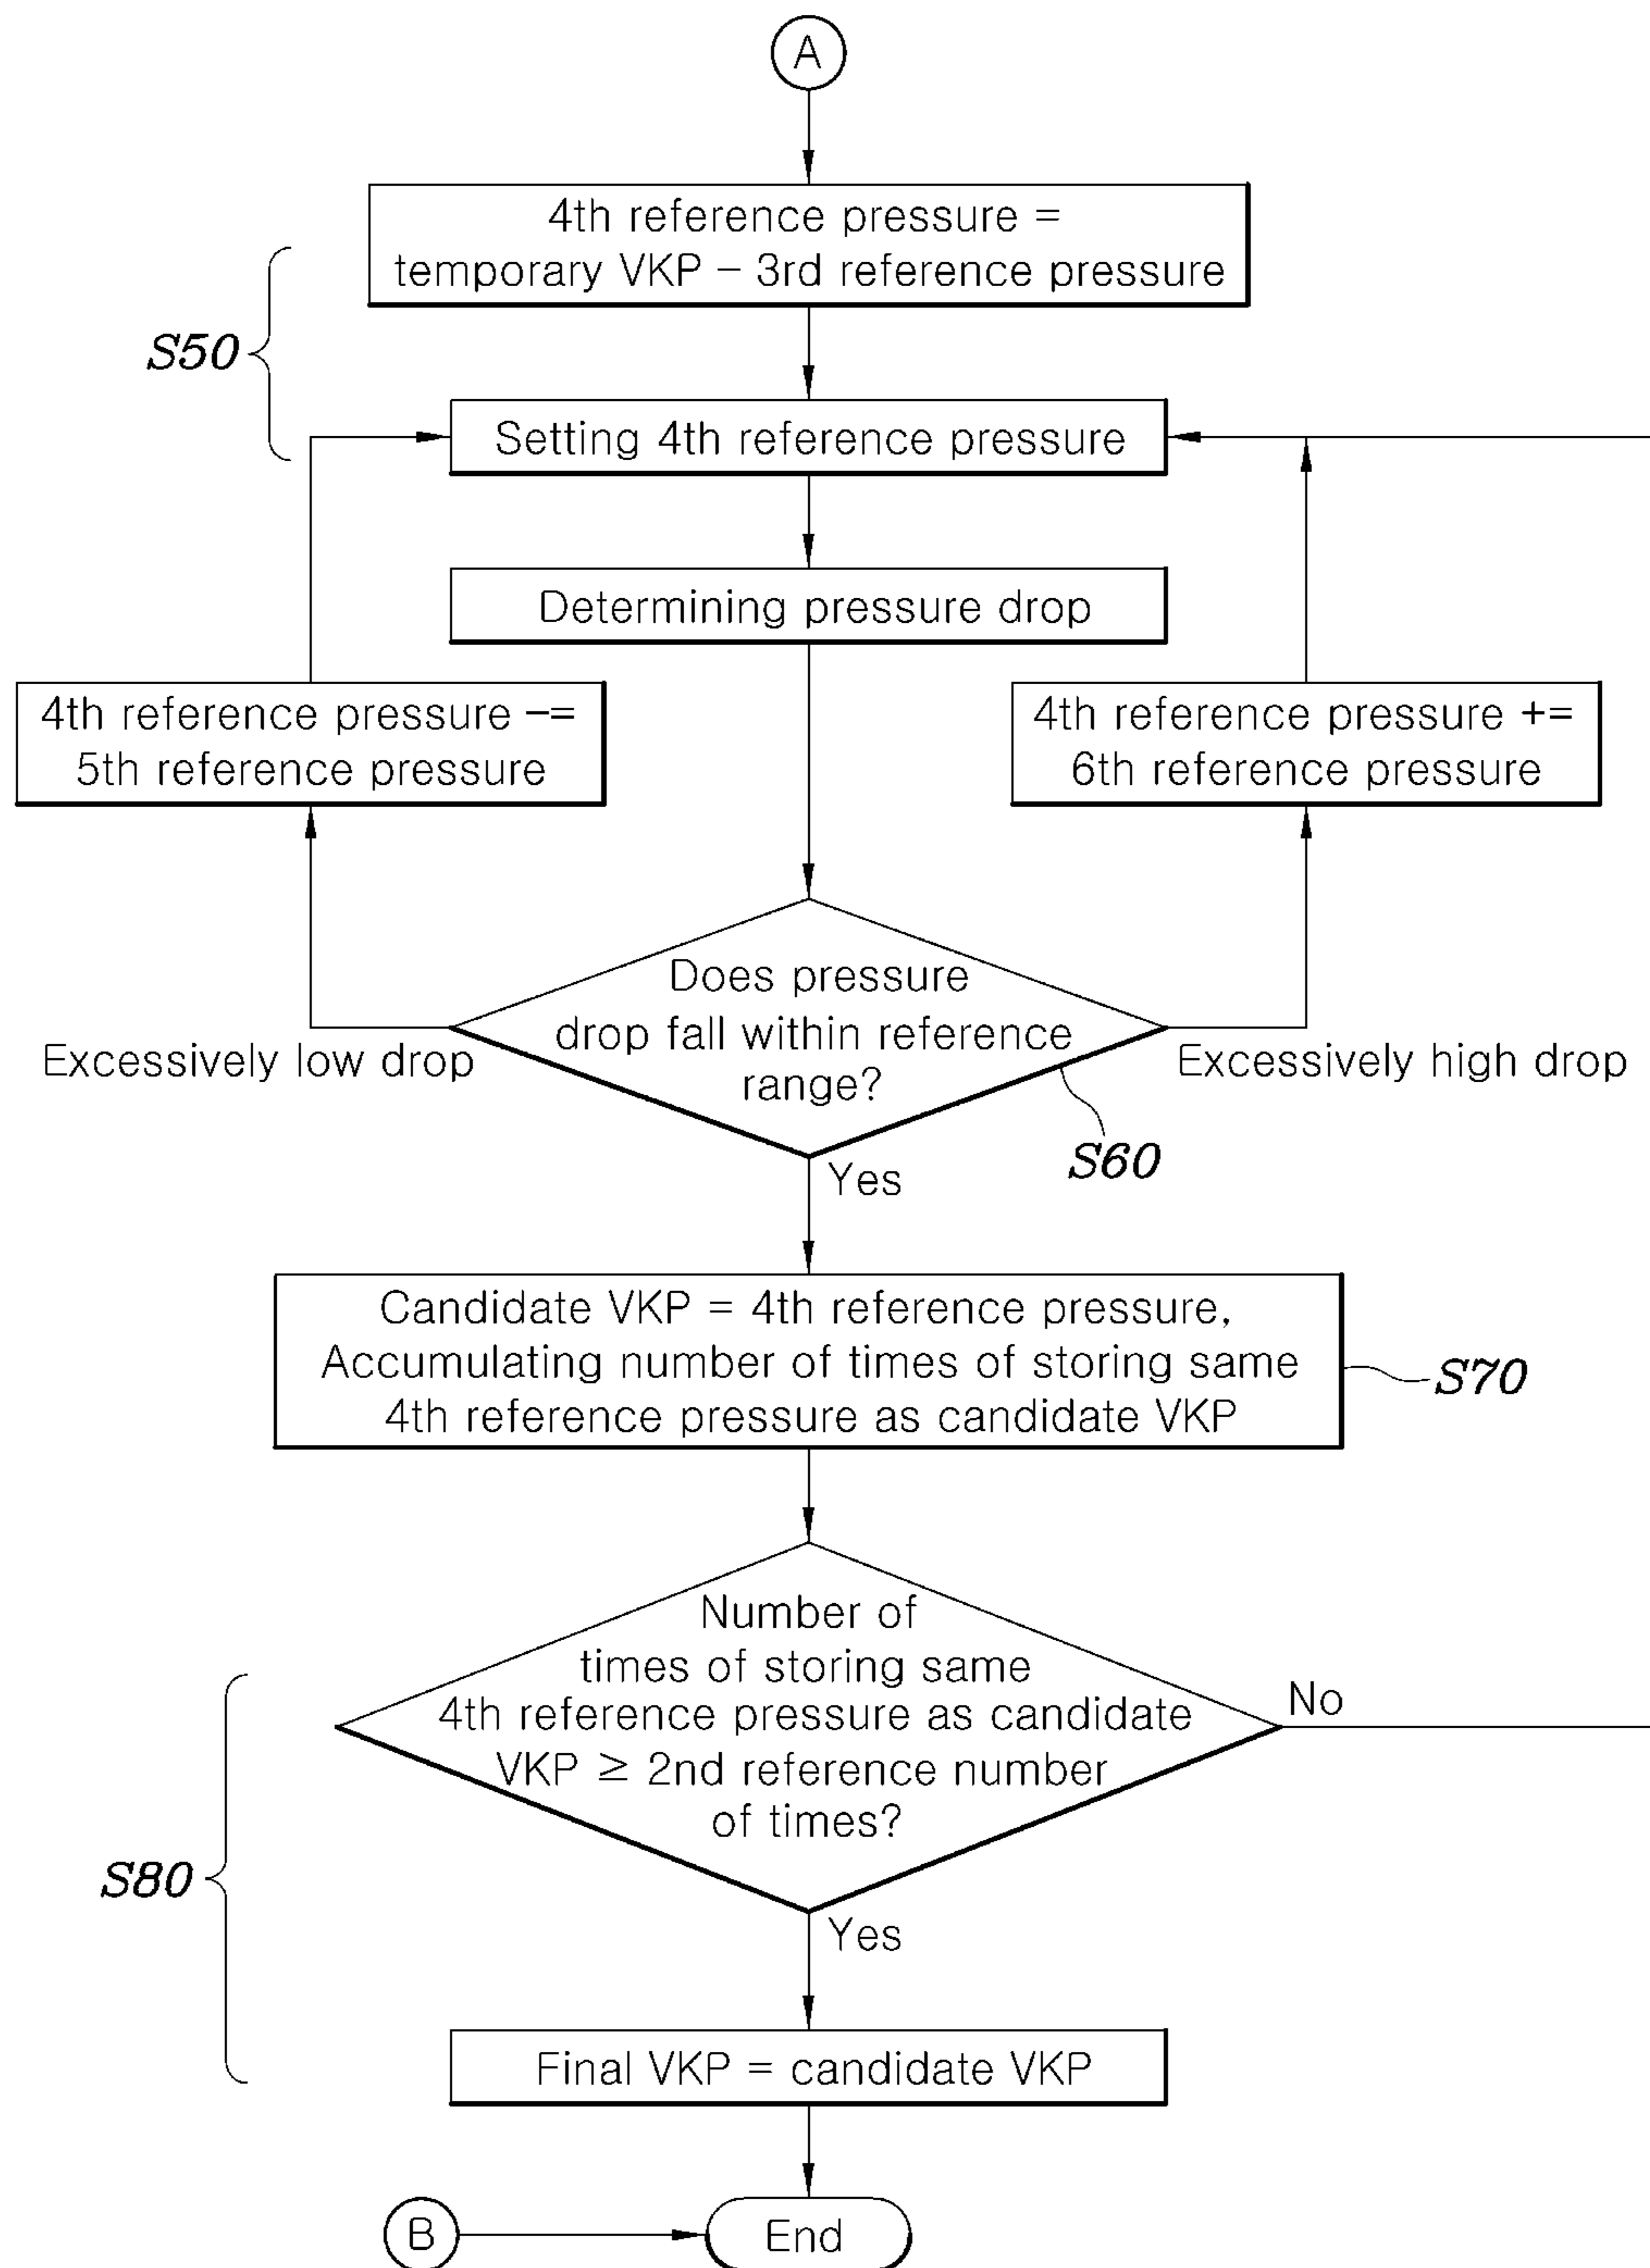 A
4th reference pressure =
temporary VKP – 3rd reference pressure
S50
Setting 4th reference pressure
Determining pressure drop
4th reference pressure –=
5th reference pressure
4th reference pressure +=
6th reference pressure
Does pressure
drop fall within reference
range?
Excessively low drop
Excessively high drop
S60
Yes
Candidate VKP = 4th reference pressure,
Accumulating number of times of storing same
4th reference pressure as candidate VKP
S70
Number of
times of storing same
4th reference pressure as candidate
VKP ≥ 2nd reference number
of times?
No
S80
Yes
Final VKP = candidate VKP
B
End